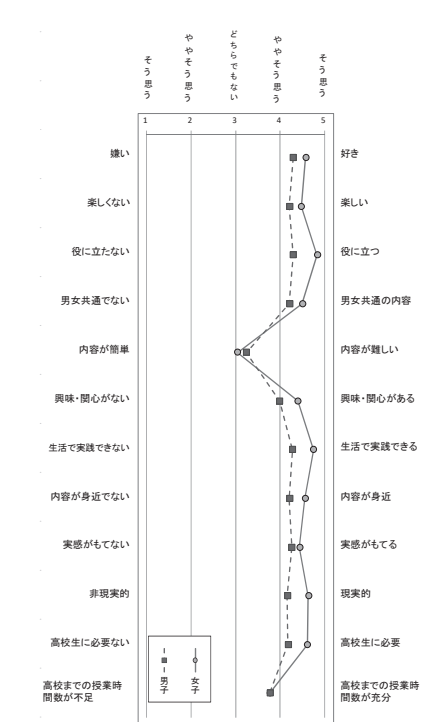 そう思う
ややそう思う
どちらでもない
ややそう思う
そう思う
1 2 3 4 5
嫌い 好き
楽しくない 楽しい
役に立たない 役に立つ
男女共通でない 男女共通の内容
内容が簡単 内容が難しい
興味・関心がない 興味・関心がある
生活で実践できない 生活で実践できる
内容が身近でない 内容が身近
実感がもてない 実感がもてる
非現実的 現実的
高校生に必要ない 高校生に必要
高校までの授業時 高校までの授業時
間数が不足 間数が充分
男子
女子